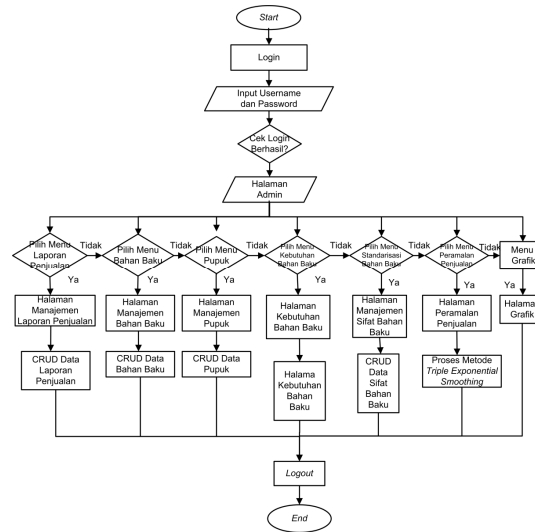 Start
Login
Input Username
dan Password
Cek Login
Berhasil?
Halaman
Admin
Pilih Menu
Laporan
Penjualan
Tidak
Ya
Pilih Menu
Bahan Baku
Tidak
Ya
Pilih Menu
Pupuk
Tidak
Ya
Pilih Menu
Kebutuhan
Bahan Baku
Tidak
Ya
Pilih Menu
Standarisasi
Bahan Baku
Tidak
Ya
Pilih Menu
Peramalan
Penjualan
Tidak
Ya
Menu
Grafik
Ya
Halaman
Manajemen
Laporan Penjualan
Halaman
Manajemen
Bahan Baku
Halaman
Manajemen
Pupuk
Halaman
Kebutuhan
Bahan Baku
Halaman
Manajemen
Sifat Bahan
Baku
Halaman
Peramalan
Penjualan
Halaman
Grafik
CRUD Data
Laporan
Penjualan
CRUD Data
Bahan Baku
CRUD Data
Pupuk
Halama
Kebutuhan
Bahan
Baku
CRUD
Data
Sifat
Bahan
Baku
Proses Metode
Triple Exponential
Smoothing
Logout
End